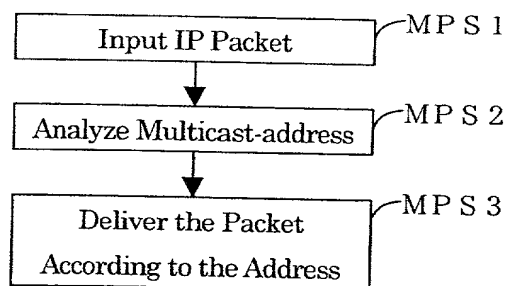 Input IP Packet
MPS1
Analyze Multicast-address
MPS2
Deliver the Packet
According to the Address
MPS3